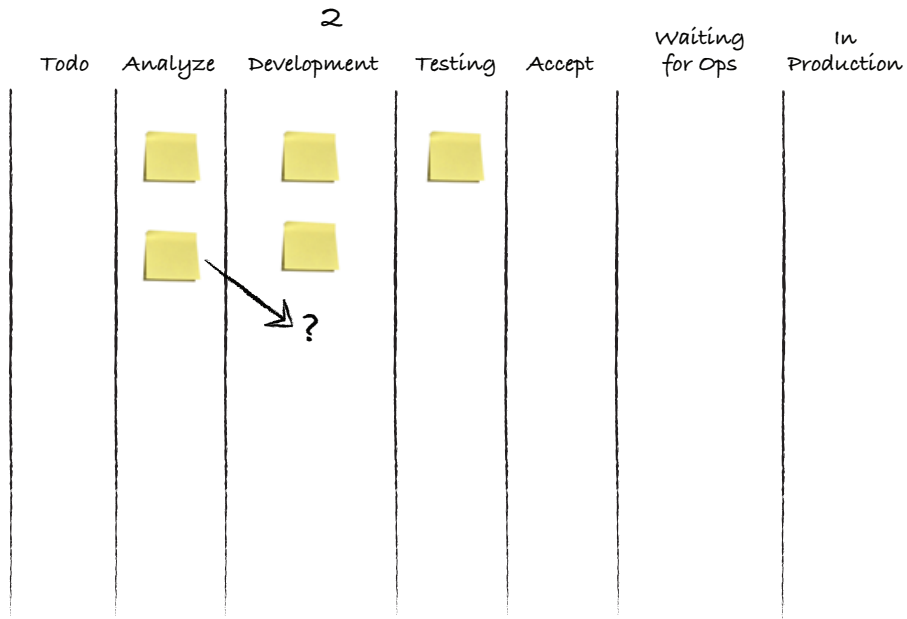 2
Todo
Analyze
Development
Testing
Accept
Waiting
for Ops
In
Production
?